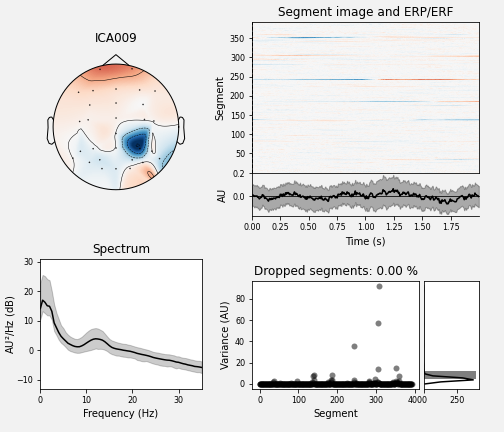 ICA009
Segment image and ERP/ERF
Segment
350
300
250
200
150
100
50
AU
0.2
0.0
0.00 0.25 0.50 0.75 1.00 1.25 1.50 1.75
Time (s)
Spectrum
AU²/Hz (dB)
30
20
10
0
−10
0 10 20 30
Frequency (Hz)
Dropped segments: 0.00 %
Variance (AU)
80
60
40
20
0
0 100 200 300 400
Segment
0 250